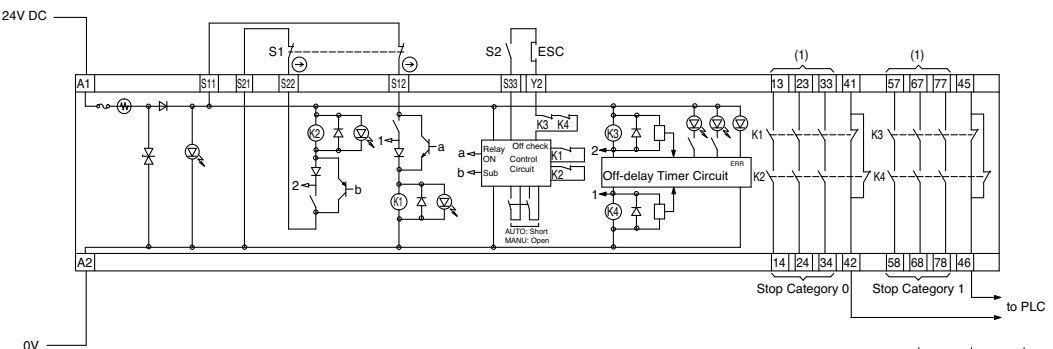 24V DC
(1) (1)
S1 S2 ESC
A1 S11 S21 S22 S12 S33 Y2 13 23 33 41 57 67 77 45
K3 K4
K2 K3 K1 K3
1 a 2
a Relay ON Off check K1 ERR
b Sub Control Circuit K2 Off-delay Timer Circuit K2 K4
2 b 1
K1 K4
AUTO: Short
MANU: Open
A2 14 24 34 42 58 68 78 46
Stop Category 0 Stop Category 1
to PLC
0V